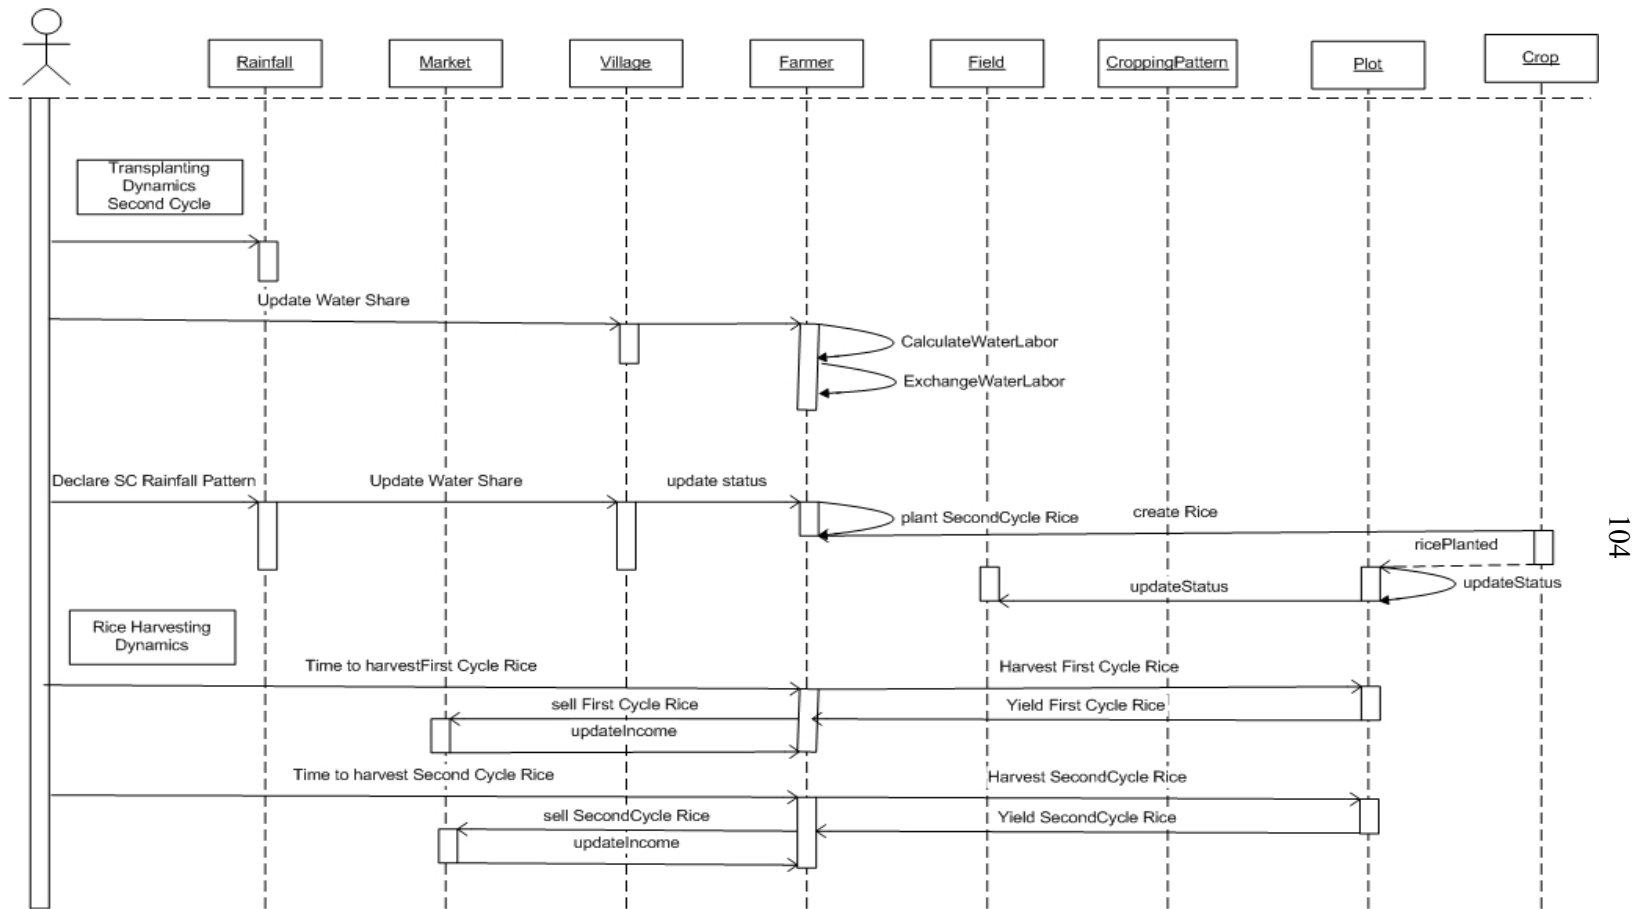 Rainfall
Market
Village
Farmer
Field
CroppingPattern
Plot
Crop
Transplanting
Dynamics
Second Cycle
Update Water Share
CalculateWaterLabor
ExchangeWaterLabor
Declare SC Rainfall Pattern
Update Water Share
update status
plant SecondCycle Rice
create Rice
ricePlanted
updateStatus
updateStatus
104
Rice Harvesting
Dynamics
Time to harvestFirst Cycle Rice
Harvest First Cycle Rice
sell First Cycle Rice
Yield First Cycle Rice
updateIncome
Time to harvest Second Cycle Rice
Harvest SecondCycle Rice
sell SecondCycle Rice
Yield SecondCycle Rice
updateIncome